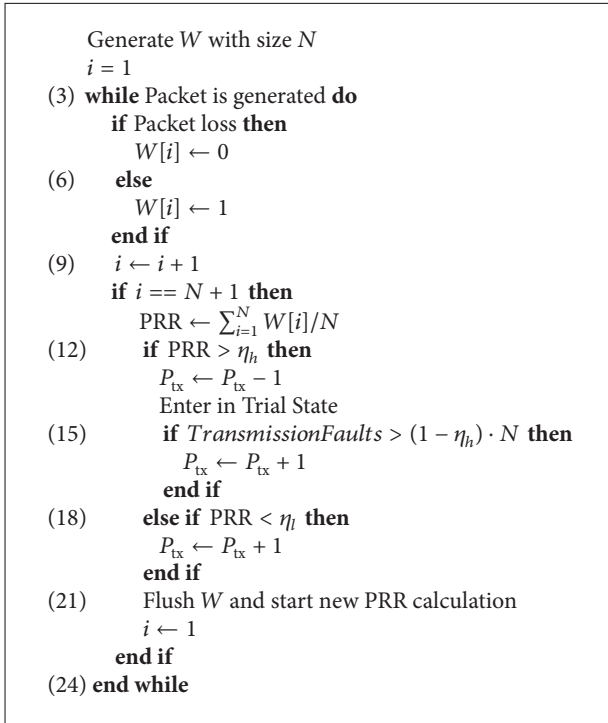 Generate W with size N
i = 1
(3) while Packet is generated do
if Packet loss then
W[i] ← 0
(6) else
W[i] ← 1
end if
(9) i ← i + 1
if i == N + 1 then
PRR ← ∑_{i=1}^{N} W[i]/N
(12) if PRR > η_h then
P_tx ← P_tx − 1
Enter in Trial State
(15) if TransmissionFaults > (1 − η_h) · N then
P_tx ← P_tx + 1
end if
(18) else if PRR < η_l then
P_tx ← P_tx + 1
end if
(21) Flush W and start new PRR calculation
i ← 1
end if
(24) end while